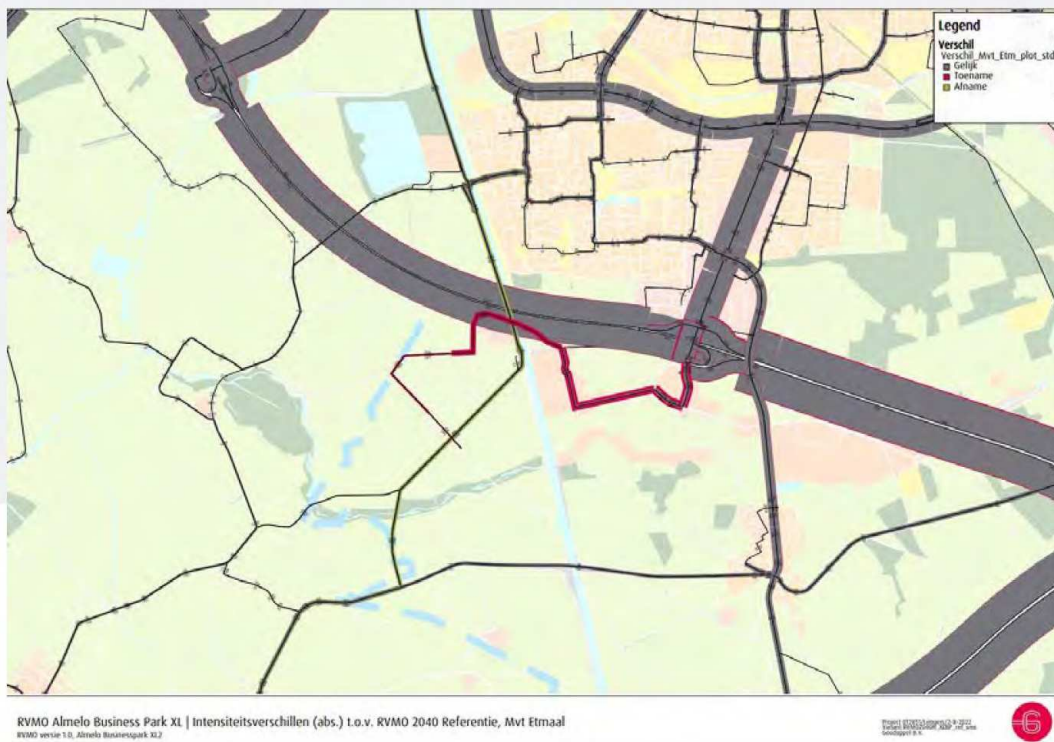 Legend
Verschil
Verschil_Mvt_Etm_plot_std
Gelijk
Toename
Afname
RVMO Almelo Business Park XL | Intensiteitsverschillen (abs.) t.o.v. RVMO 2040 Referentie, Mvt Etmaal
RVMO versie 1.0, Almelo Businesspark XL2
Goudappel B.V.